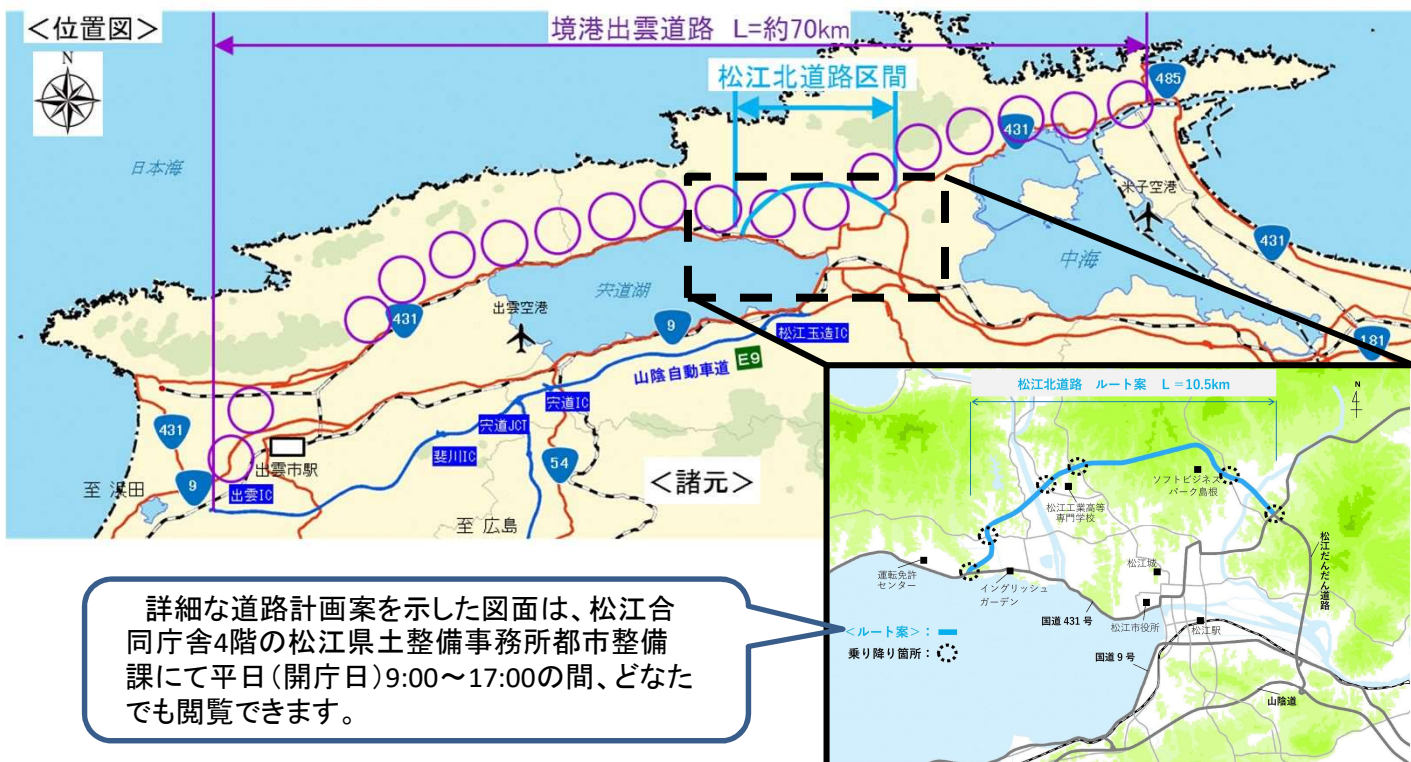 <位置図>
境港出雲道路 L=約70km
松江北道路区間
N
485
431
日本海
米子空港
431
中海
宍道湖
出雲空港
431
9
松江玉造IC
181
山陰自動車道 E9
宍道IC
宍道JCT
斐川IC
54
431
9
出雲市駅
出雲IC
至 浜田
至 広島
<諸元>
松江北道路 ルート案 L=10.5km
N
ソフトビジネス
パーク島根
松江工業高等
専門学校
松江だんだん道路
運転免許
センター
イングリッシュ
ガーデン
松江城
松江市役所
国道431号
松江駅
国道9号
山陰道
<ルート案>:
乗り降り箇所:
詳細な道路計画案を示した図面は、松江合
同庁舎4階の松江県土整備事務所都市整備
課にて平日(開庁日)9:00~17:00の間、どなた
でも閲覧できます。